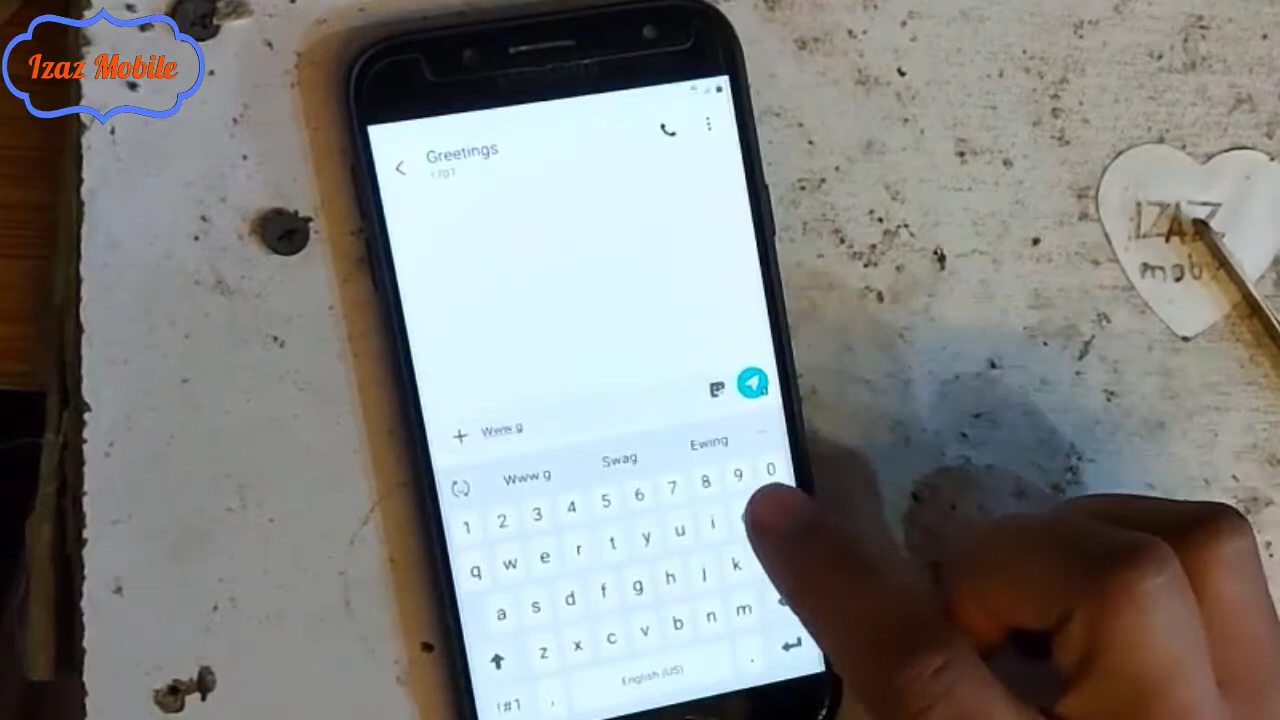 Izaz Mobile
Greetings
1707
IZAZ
Www.g
Www g
Swag
Ewing
1 2 3 4 5 6 7 8 9 0
q w e r t y u i
a s d f g h j k
z x c v b n m
!#1 , English (US) .